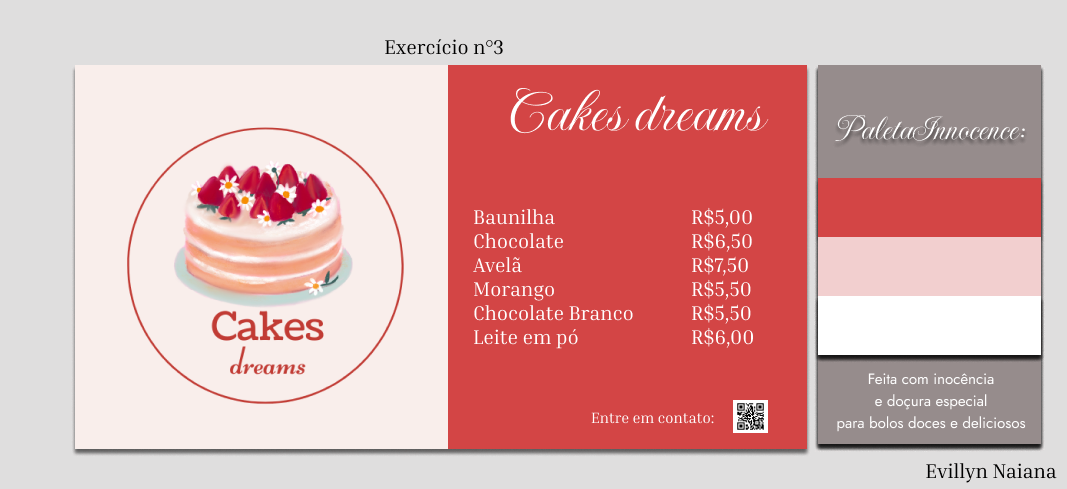 Exercício n°3
Cakes
dreams
Cakes dreams
Baunilha R$5,00
Chocolate R$6,50
Avelã R$7,50
Morango R$5,50
Chocolate Branco R$5,50
Leite em pó R$6,00
Entre em contato:
PaletaInnocence:
Feita com inocência
e doçura especial
para bolos doces e deliciosos
Evillyn Naiana